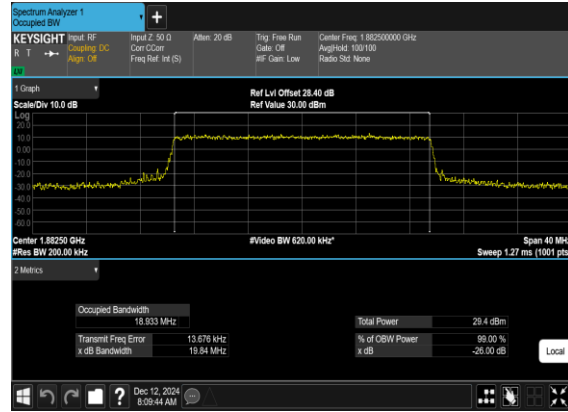 Spectrum Analyzer 1
Occupied BW
+
KEYSIGHT Input: RF Input Z: 50 Ω Atten: 20 dB Trig: Free Run Center Freq: 1.882500000 GHz
R T Coupling: DC Corr CCorr Gate: Off Avg|Hold: 100/100
Align: Off Freq Ref: Int (S) #IF Gain: Low Radio Std: None
1 Graph
Ref Lvl Offset 28.40 dB
Scale/Div 10.0 dB Ref Value 30.00 dBm
Log
20.0
10.0
0.00
-10.0
-20.0
-30.0
-40.0
-50.0
-60.0
Center 1.88250 GHz #Video BW 620.00 kHz* Span 40 MHz
#Res BW 200.00 kHz Sweep 1.27 ms (1001 pts
2 Metrics
Occupied Bandwidth
18.933 MHz Total Power 29.4 dBm
Transmit Freq Error 13.676 kHz % of OBW Power 99.00 %
x dB Bandwidth 19.84 MHz x dB -26.00 dB
Local
? Dec 12, 2024
8:09:44 AM